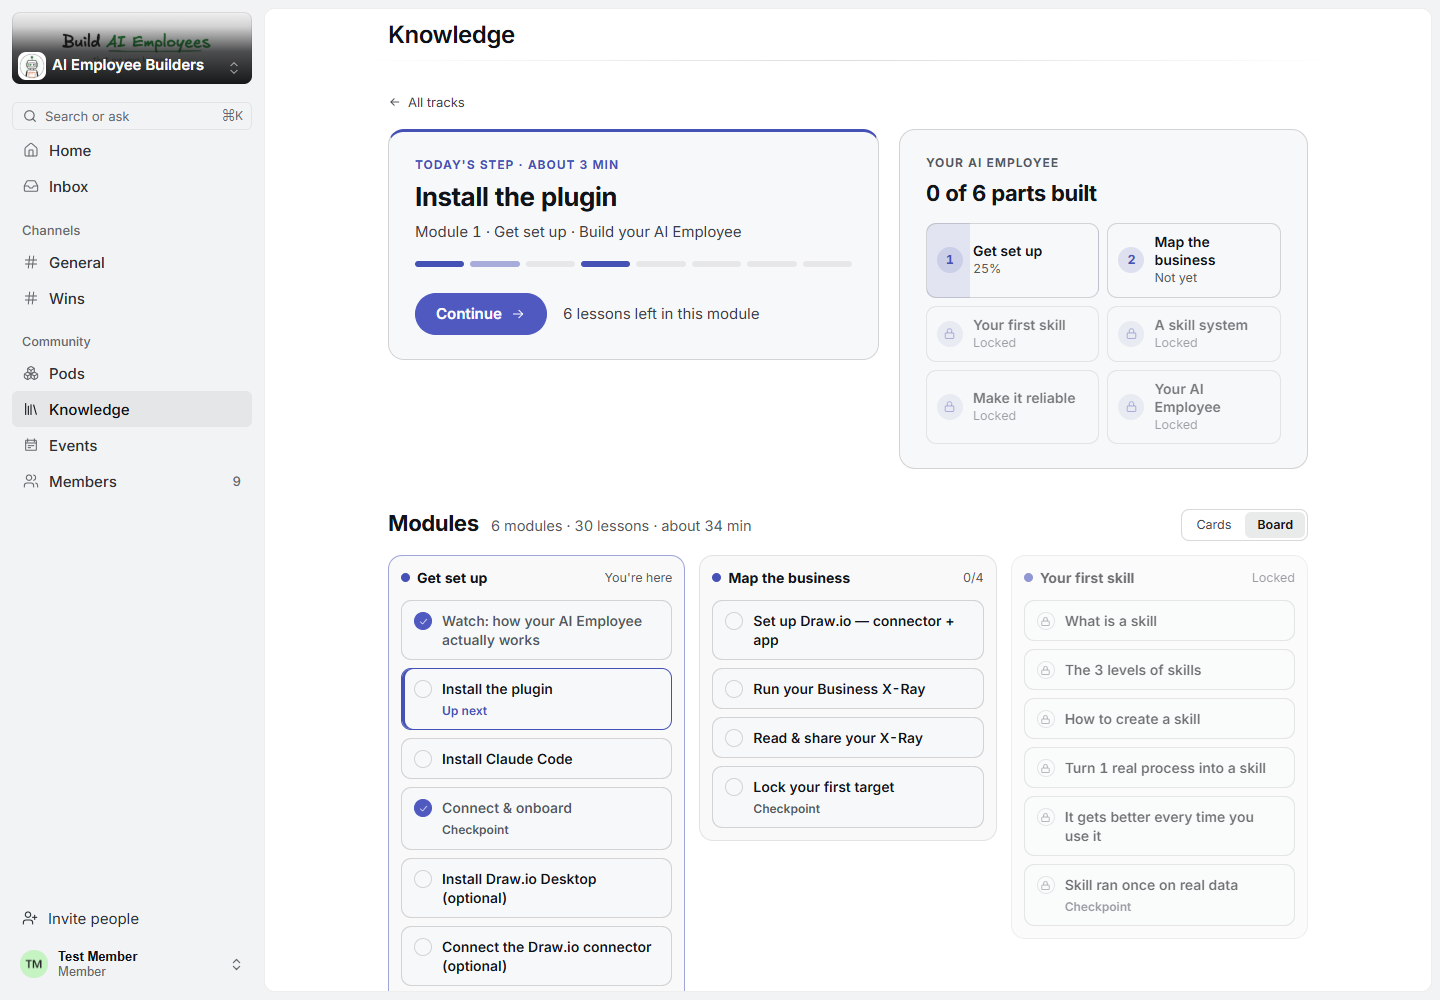 Build AI Employees
AI Employee Builders
Search or ask
⌘K
Home
Inbox
Channels
General
Wins
Community
Pods
Knowledge
Events
Members
9
Invite people
TM
Test Member
Member
Knowledge
← All tracks
TODAY'S STEP · ABOUT 3 MIN
Install the plugin
Module 1 · Get set up · Build your AI Employee
Continue →
6 lessons left in this module
YOUR AI EMPLOYEE
0 of 6 parts built
1
Get set up
25%
2
Map the
business
Not yet
Your first skill
Locked
A skill system
Locked
Make it reliable
Locked
Your AI
Employee
Locked
Modules
6 modules · 30 lessons · about 34 min
Cards
Board
Get set up
You're here
Watch: how your AI Employee
actually works
Install the plugin
Up next
Install Claude Code
Connect & onboard
Checkpoint
Install Draw.io Desktop
(optional)
Connect the Draw.io connector
(optional)
Map the business
0/4
Set up Draw.io — connector +
app
Run your Business X-Ray
Read & share your X-Ray
Lock your first target
Checkpoint
Your first skill
Locked
What is a skill
The 3 levels of skills
How to create a skill
Turn 1 real process into a skill
It gets better every time you
use it
Skill ran once on real data
Checkpoint